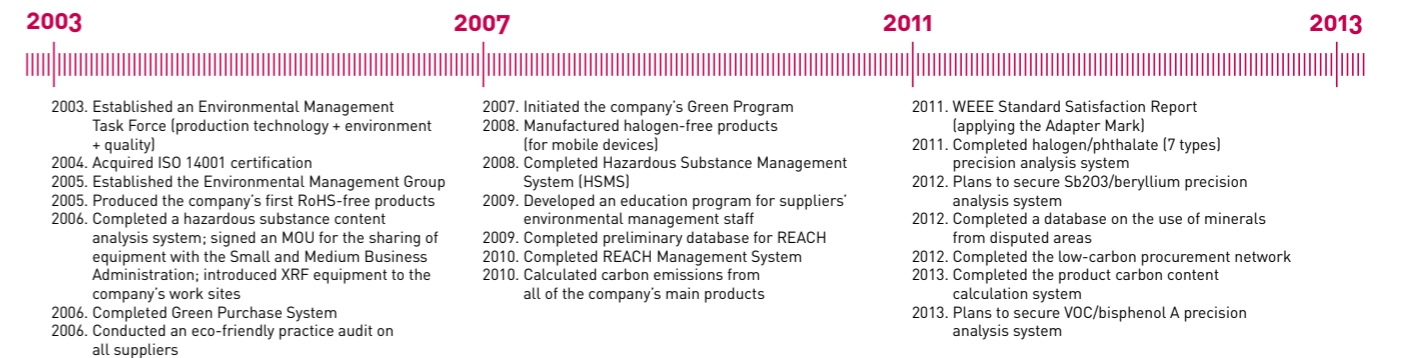 2003
2007
2011
2013
2003. Established an Environmental Management
Task Force (production technology + environment
+ quality)
2004. Acquired ISO 14001 certification
2005. Established the Environmental Management Group
2005. Produced the company's first RoHS-free products
2006. Completed a hazardous substance content
analysis system; signed an MOU for the sharing of
equipment with the Small and Medium Business
Administration; introduced XRF equipment to the
company's work sites
2006. Completed Green Purchase System
2006. Conducted an eco-friendly practice audit on
all suppliers
2007. Initiated the company's Green Program
2008. Manufactured halogen-free products
(for mobile devices)
2008. Completed Hazardous Substance Management
System (HSMS)
2009. Developed an education program for suppliers'
environmental management staff
2009. Completed preliminary database for REACH
2010. Completed REACH Management System
2010. Calculated carbon emissions from
all of the company's main products
2011. WEEE Standard Satisfaction Report
(applying the Adapter Mark)
2011. Completed halogen/phthalate (7 types)
precision analysis system
2012. Plans to secure Sb2O3/beryllium precision
analysis system
2012. Completed a database on the use of minerals
from disputed areas
2012. Completed the low-carbon procurement network
2013. Completed the product carbon content
calculation system
2013. Plans to secure VOC/bisphenol A precision
analysis system